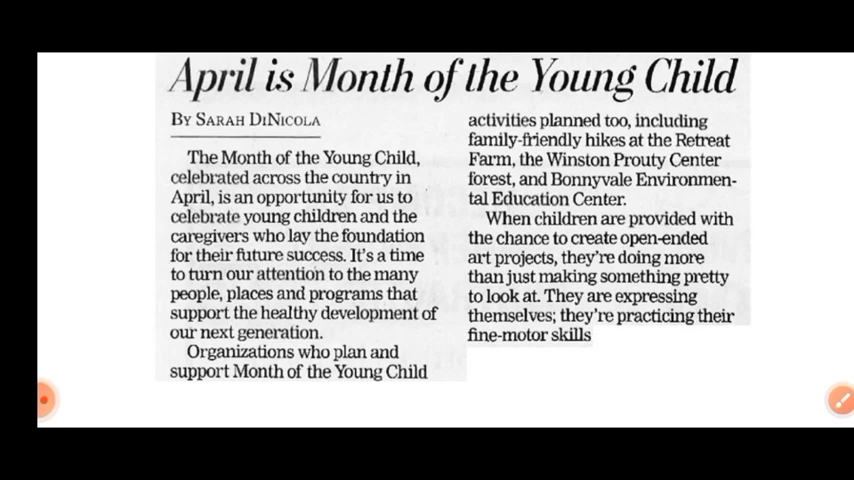 April is Month of the Young Child
BY SARAH DINICOLA
The Month of the Young Child,
celebrated across the country in
April, is an opportunity for us to
celebrate young children and the
caregivers who lay the foundation
for their future success. It's a time
to turn our attention to the many
people, places and programs that
support the healthy development of
our next generation.
Organizations who plan and
support Month of the Young Child
activities planned too, including
family-friendly hikes at the Retreat
Farm, the Winston Prouty Center
forest, and Bonnyvale Environmen-
tal Education Center.
When children are provided with
the chance to create open-ended
art projects, they're doing more
than just making something pretty
to look at. They are expressing
themselves; they're practicing their
fine-motor skills